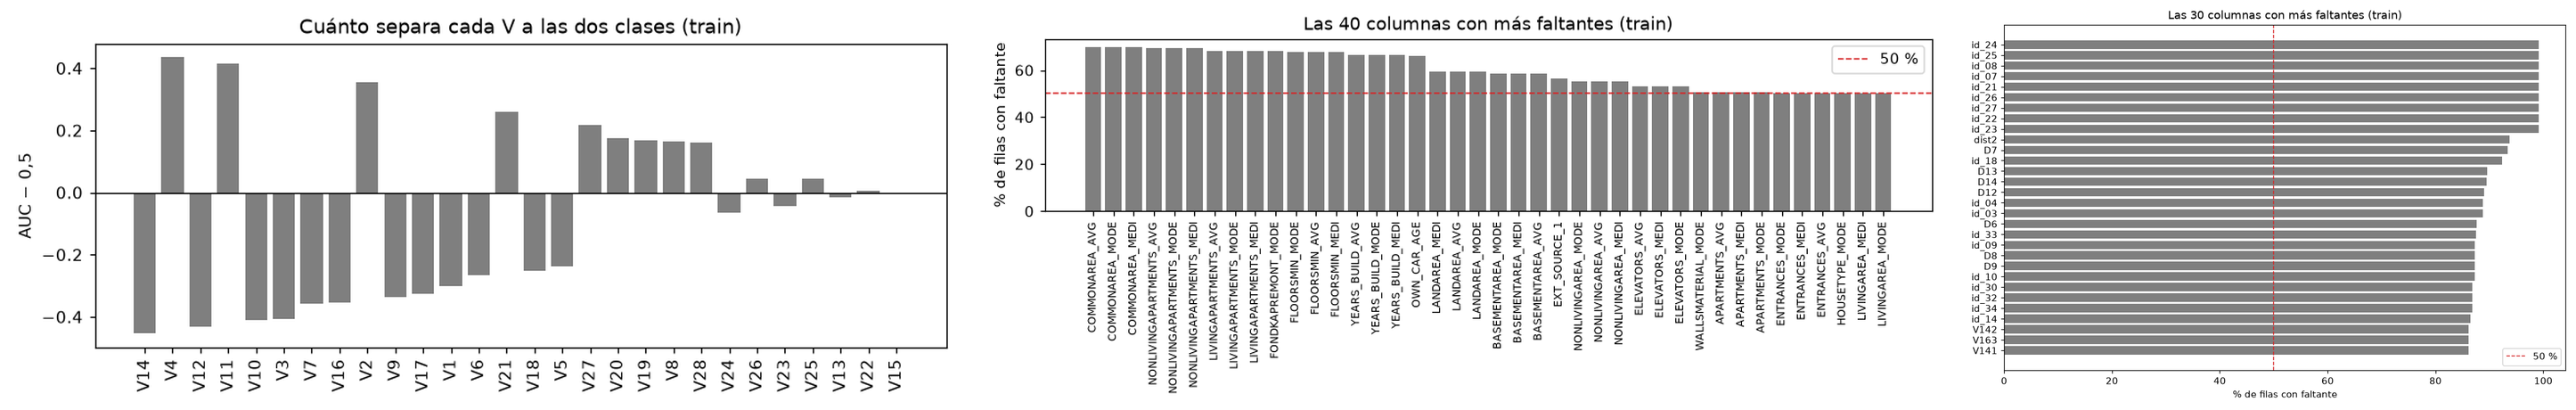 Cuánto separa cada V a las dos clases (train)
AUC − 0,5
0.4
0.2
0.0
−0.2
−0.4
V14 V4 V12 V11 V10 V3 V7 V16 V2 V9 V17 V1 V6 V21 V18 V5 V27 V20 V19 V8 V28 V24 V26 V23 V25 V13 V22 V15
Las 40 columnas con más faltantes (train)
% de filas con faltante
60
40
20
0
50 %
COMMONAREA_AVG
COMMONAREA_MODE
COMMONAREA_MEDI
NONLIVINGAPARTMENTS_AVG
NONLIVINGAPARTMENTS_MODE
NONLIVINGAPARTMENTS_MEDI
LIVINGAPARTMENTS_AVG
LIVINGAPARTMENTS_MODE
LIVINGAPARTMENTS_MEDI
FONDKAPREMONT_MODE
FLOORSMIN_MODE
FLOORSMIN_AVG
FLOORSMIN_MEDI
YEARS_BUILD_AVG
YEARS_BUILD_MODE
YEARS_BUILD_MEDI
OWN_CAR_AGE
LANDAREA_MEDI
LANDAREA_AVG
LANDAREA_MODE
BASEMENTAREA_MODE
BASEMENTAREA_MEDI
BASEMENTAREA_AVG
EXT_SOURCE_1
NONLIVINGAREA_MODE
NONLIVINGAREA_AVG
NONLIVINGAREA_MEDI
ELEVATORS_AVG
ELEVATORS_MEDI
ELEVATORS_MODE
WALLSMATERIAL_MODE
APARTMENTS_AVG
APARTMENTS_MEDI
APARTMENTS_MODE
ENTRANCES_MODE
ENTRANCES_MEDI
ENTRANCES_AVG
HOUSETYPE_MODE
LIVINGAREA_MEDI
LIVINGAREA_MODE
Las 30 columnas con más faltantes (train)
id_24
id_25
id_08
id_07
id_21
id_26
id_27
id_22
id_23
dist2
D7
id_18
D13
D14
D12
id_04
id_03
D6
id_33
id_09
D8
D9
id_10
id_30
id_32
id_34
id_14
V142
V163
V141
50 %
0 20 40 60 80 100
% de filas con faltante